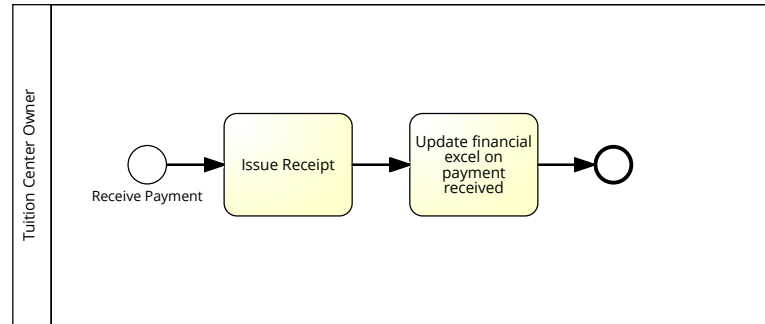 Tuition Center Owner
Receive Payment
Issue Receipt
Update financial
excel on
payment
received